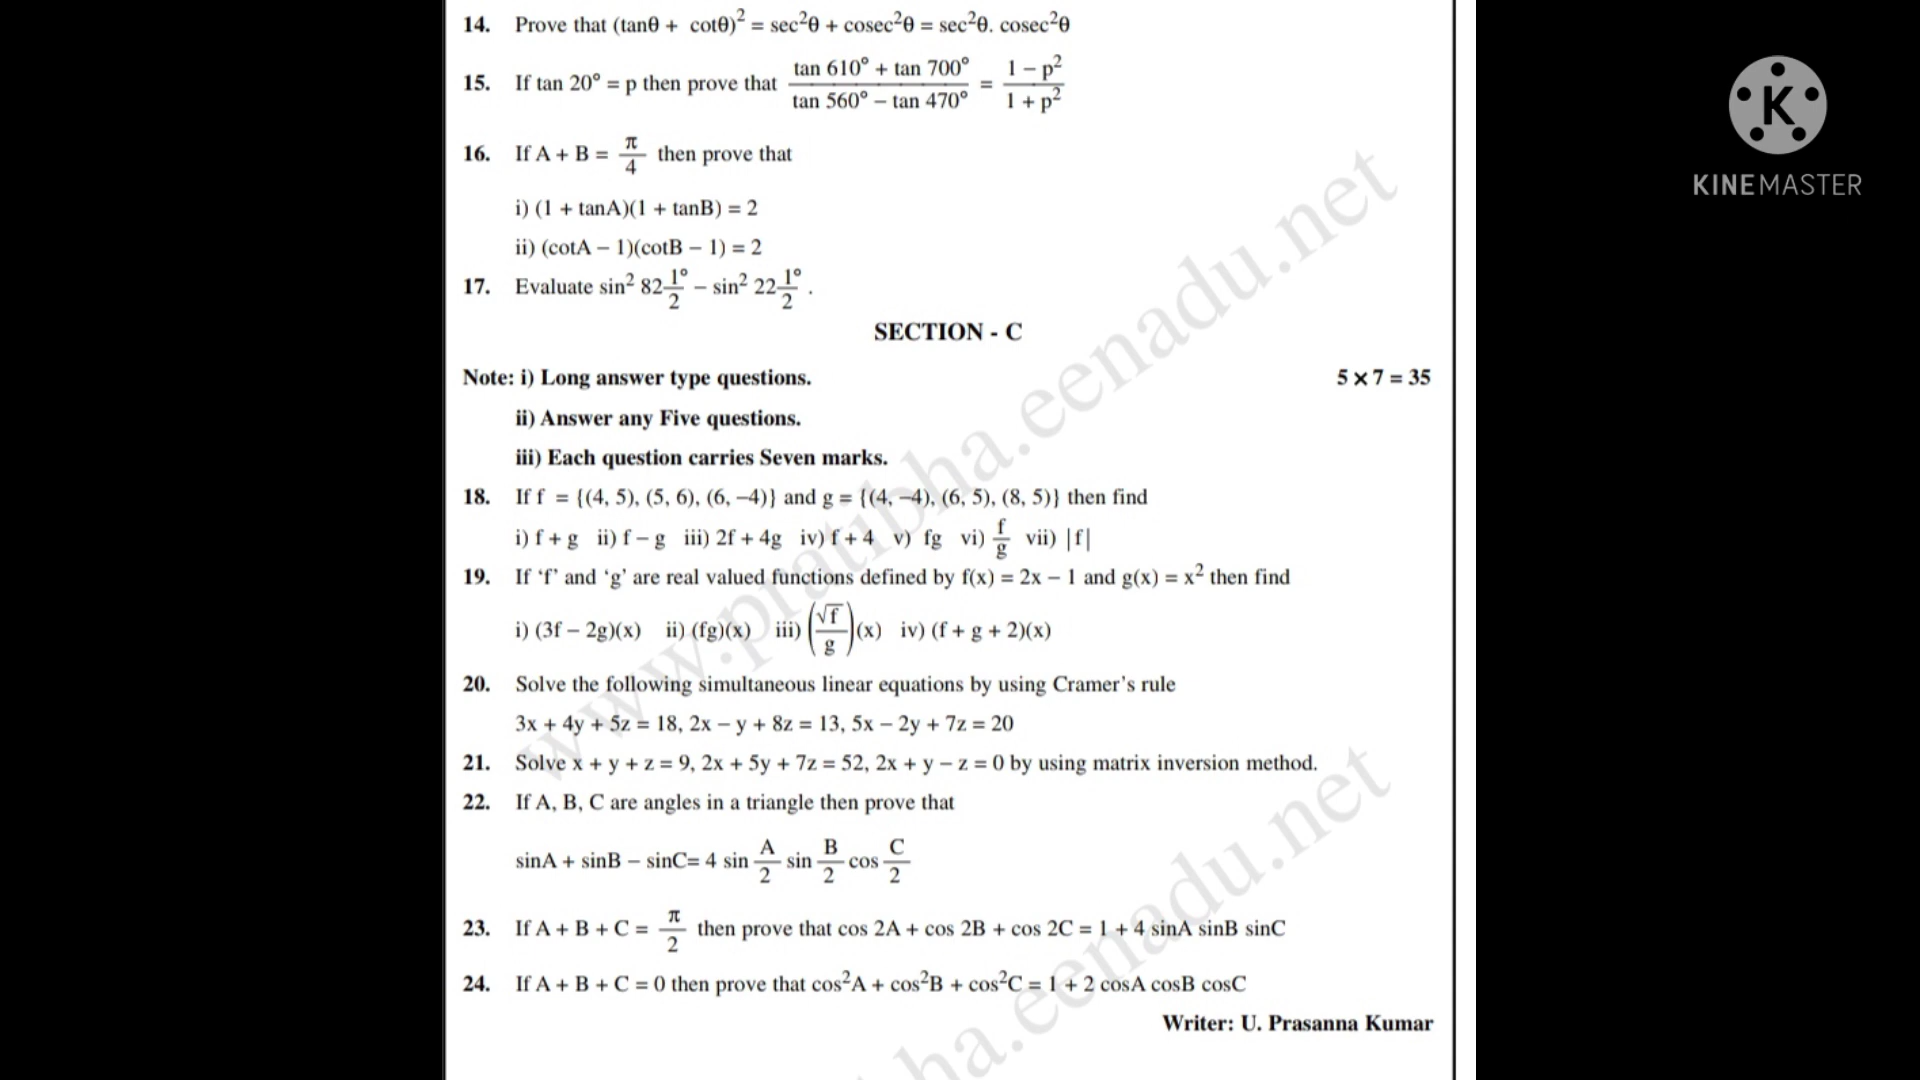 14. Prove that (tanθ + cotθ)² = sec²θ + cosec²θ = sec²θ. cosec²θ
15. If tan 20° = p then prove that (tan 610° + tan 700°)/(tan 560° – tan 470°) = (1 – p²)/(1 + p²)
16. If A + B = π/4 then prove that
i) (1 + tanA)(1 + tanB) = 2
ii) (cotA – 1)(cotB – 1) = 2
17. Evaluate sin² 82 1/2° – sin² 22 1/2° .
SECTION - C
Note: i) Long answer type questions. 5 × 7 = 35
ii) Answer any Five questions.
iii) Each question carries Seven marks.
18. If f = {(4, 5), (5, 6), (6, –4)} and g = {(4, –4), (6, 5), (8, 5)} then find
i) f + g ii) f – g iii) 2f + 4g iv) f + 4 v) fg vi) f/g vii) |f|
19. If ‘f’ and ‘g’ are real valued functions defined by f(x) = 2x – 1 and g(x) = x² then find
i) (3f – 2g)(x) ii) (fg)(x) iii) (√f/g)(x) iv) (f + g + 2)(x)
20. Solve the following simultaneous linear equations by using Cramer’s rule
3x + 4y + 5z = 18, 2x – y + 8z = 13, 5x – 2y + 7z = 20
21. Solve x + y + z = 9, 2x + 5y + 7z = 52, 2x + y – z = 0 by using matrix inversion method.
22. If A, B, C are angles in a triangle then prove that
sinA + sinB – sinC= 4 sin A/2 sin B/2 cos C/2
23. If A + B + C = π/2 then prove that cos 2A + cos 2B + cos 2C = 1 + 4 sinA sinB sinC
24. If A + B + C = 0 then prove that cos²A + cos²B + cos²C = 1 + 2 cosA cosB cosC
Writer: U. Prasanna Kumar
www.pratibha.eenadu.net
ha.eenadu.net
K
KINEMASTER